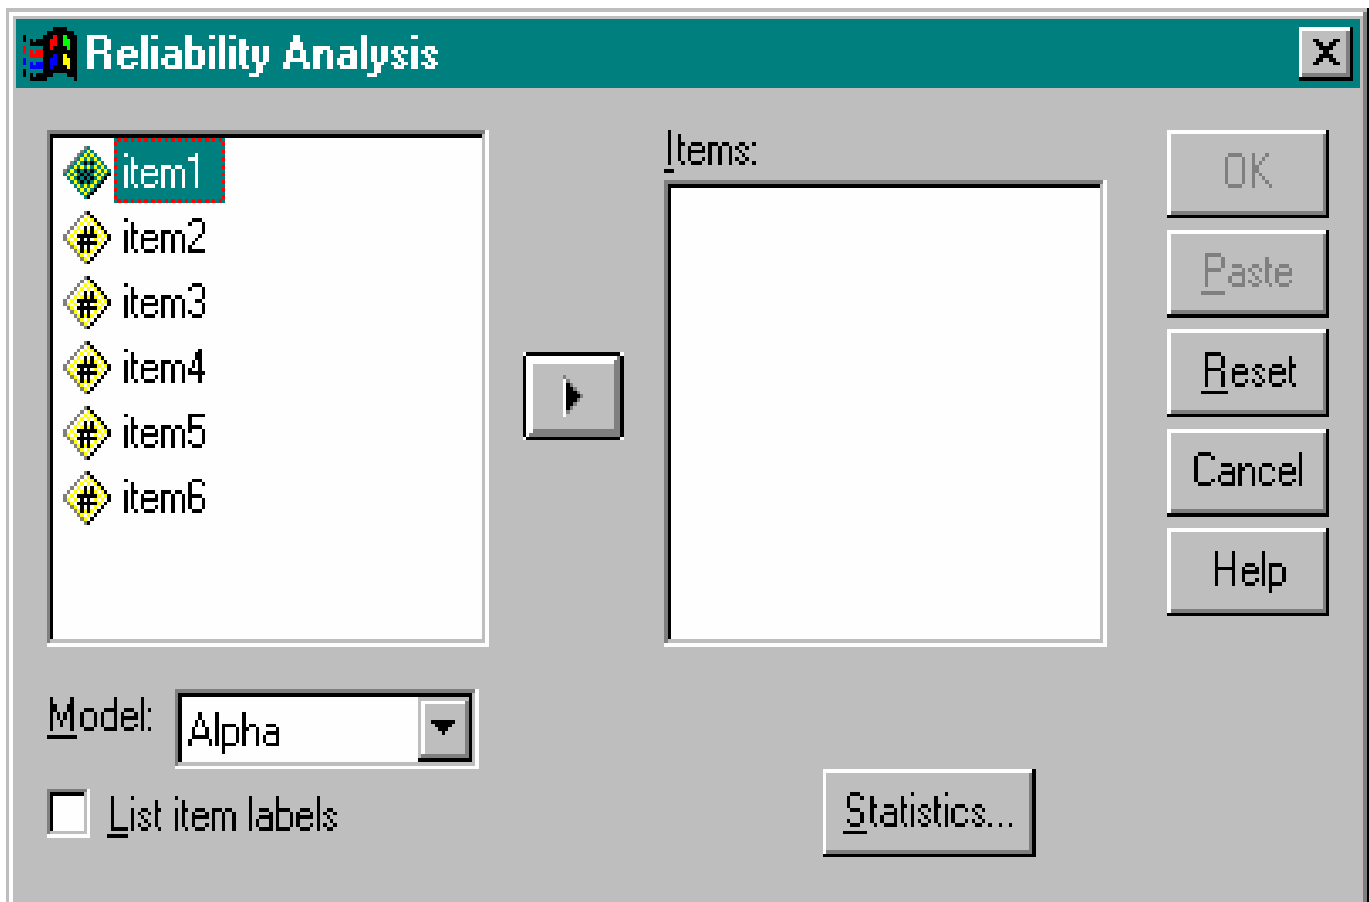 Reliability Analysis
item1
item2
item3
item4
item5
item6
Items:
OK
Paste
Reset
Cancel
Help
Model: Alpha
List item labels
Statistics...